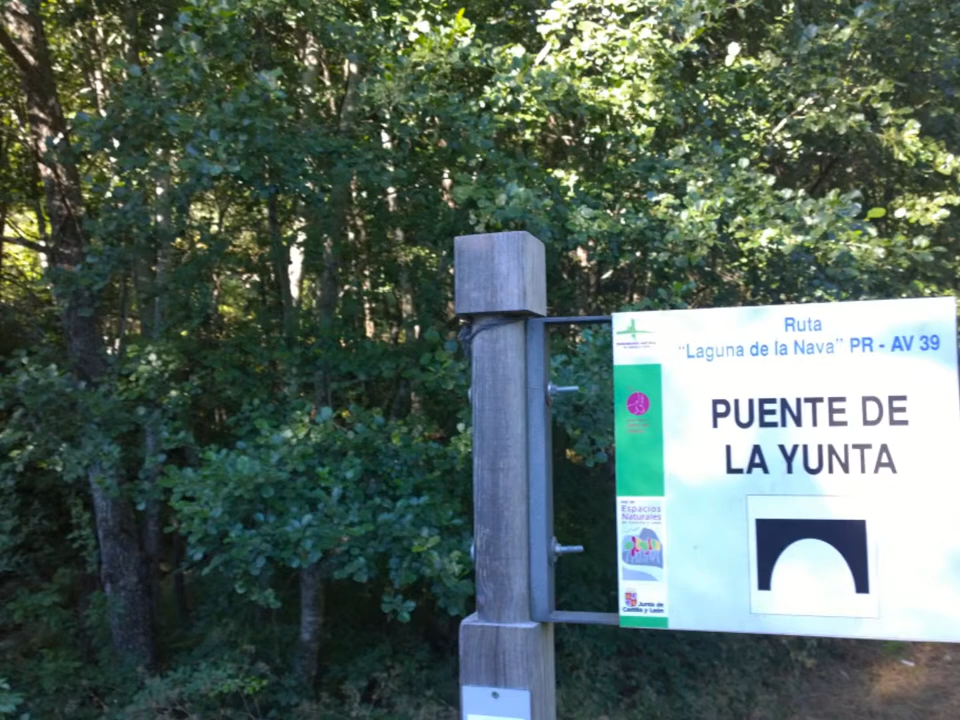 Ruta
"Laguna de la Nava" PR - AV 39
PUENTE DE
LA YUNTA
Espacios
Naturales
Junta de
Castilla y León